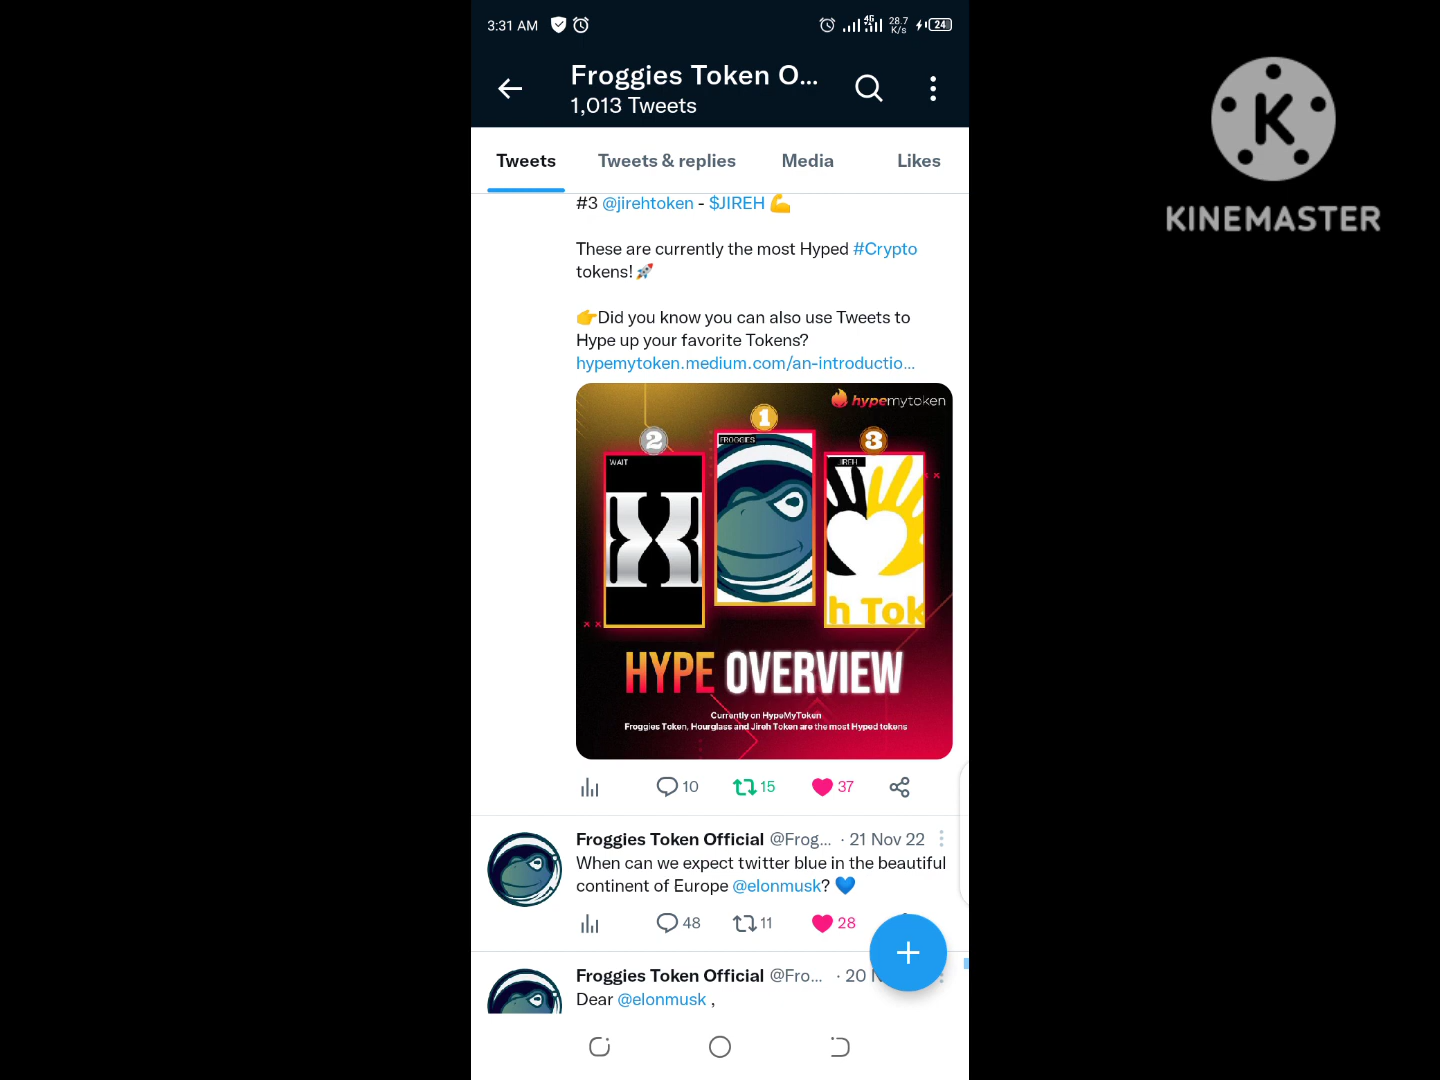 3:31 AM
28.7
K/s
24
Froggies Token O...
1,013 Tweets
Tweets
Tweets & replies
Media
Likes
#3 @jirehtoken - $JIREH 💪
These are currently the most Hyped #Crypto
tokens!🚀
👉Did you know you can also use Tweets to
Hype up your favorite Tokens?
hypemytoken.medium.com/an-introductio...
hypemytoken
1
2
3
FROGGIES
WAIT
JIREH
h Tok
HYPE OVERVIEW
Currently on HypeMyToken
Froggies Token, Hourglass and Jireh Token are the most Hyped tokens
10
15
37
Froggies Token Official @Frog... · 21 Nov 22
When can we expect twitter blue in the beautiful
continent of Europe @elonmusk? 💙
48
11
28
Froggies Token Official @Fro... · 20
Dear @elonmusk ,
K
KINEMASTER